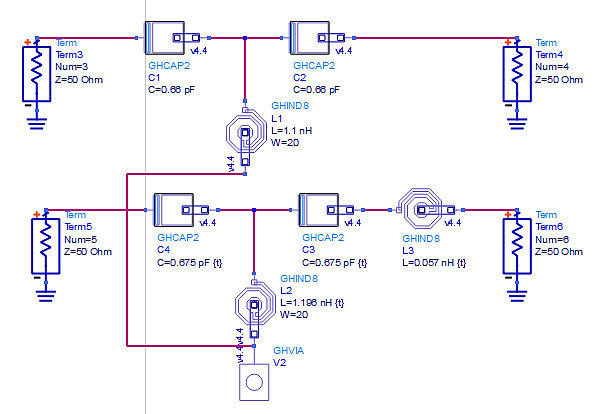 Term
Term3
Num=3
Z=50 Ohm
v4.4
GHCAP2
C1
C=0.66 pF
v4.4
GHCAP2
C2
C=0.66 pF
Term
Term4
Num=4
Z=50 Ohm
GHIND8
L1
L=1.1 nH
W=20
v4.4
Term
Term5
Num=5
Z=50 Ohm
v4.4
GHCAP2
C4
C=0.675 pF {t}
v4.4
GHCAP2
C3
C=0.675 pF {t}
v4.4
GHIND8
L3
L=0.057 nH {t}
Term
Term6
Num=6
Z=50 Ohm
GHIND8
L2
L=1.196 nH {t}
W=20
v4.4
v4.4
GHVIA
V2